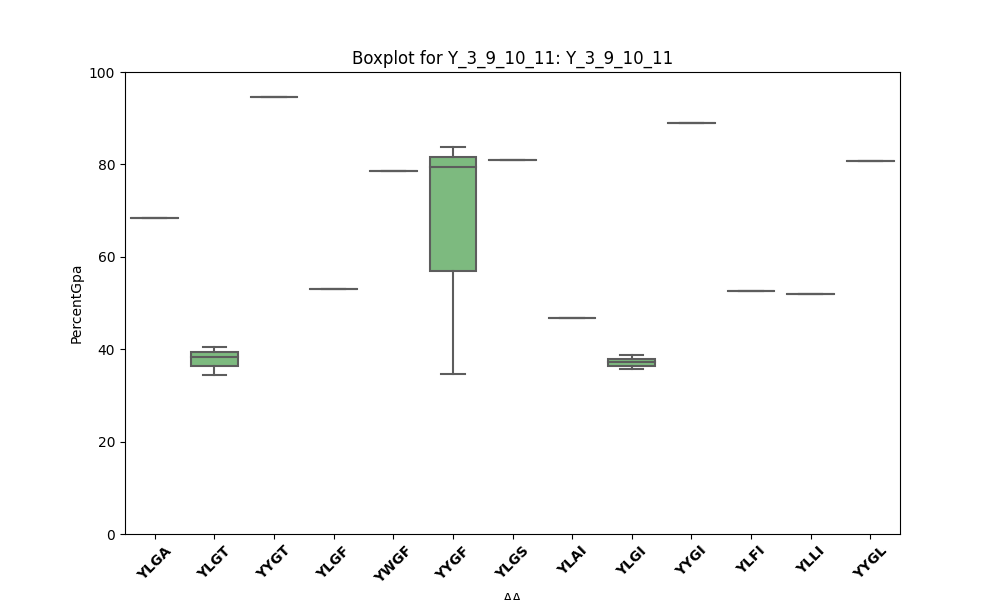 Boxplot for Y_3_9_10_11: Y_3_9_10_11
100
80
60
40
20
0
PercentGpa
YLGA YLGT YYGT YLGF YWGF YYGF YLGS YLAI YLGI YYGI YLFI YLLI YYGL
AA